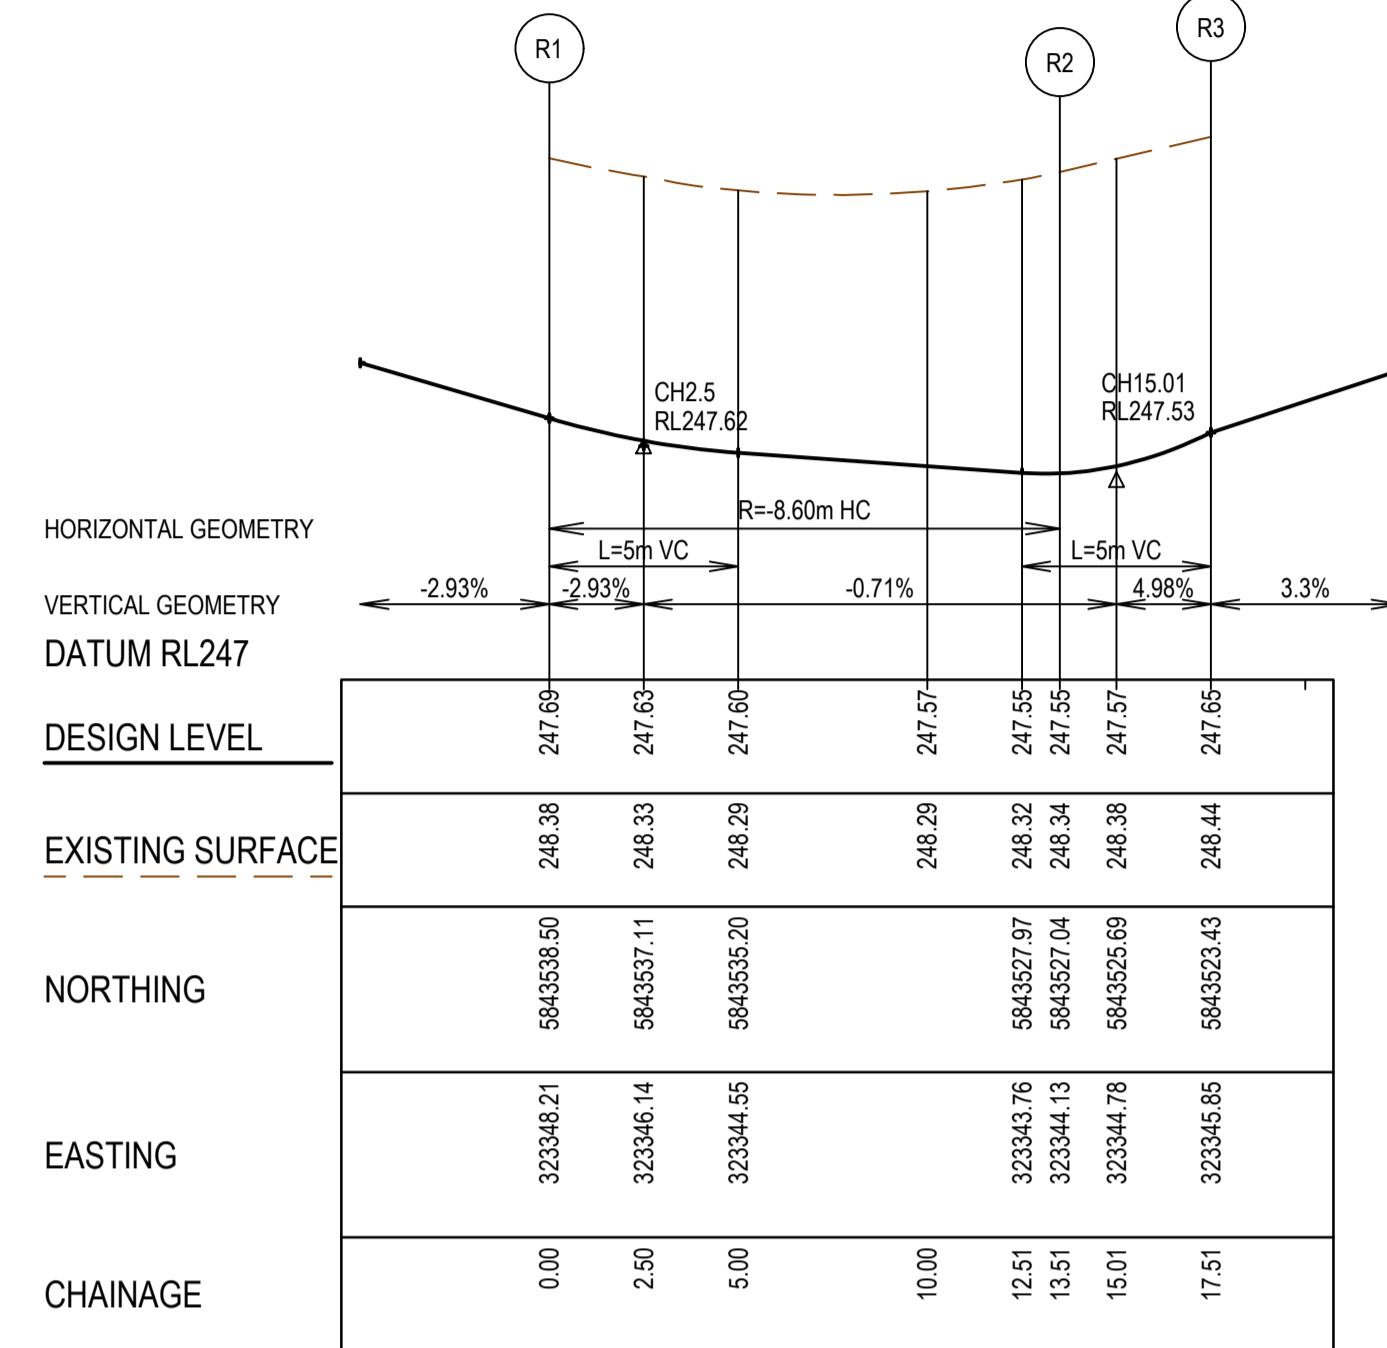 R1
R2
R3
CH2.5
RL247.62
CH15.01
RL247.53
HORIZONTAL GEOMETRY
R=-8.60m HC
L=5m VC
L=5m VC
VERTICAL GEOMETRY
-2.93%
-2.93%
-0.71%
4.98%
3.3%
DATUM RL247
DESIGN LEVEL
247.69
247.63
247.60
247.57
247.55
247.55
247.57
247.65
EXISTING SURFACE
248.38
248.33
248.29
248.29
248.32
248.34
248.38
248.44
NORTHING
5843538.50
5843537.11
5843535.20
5843527.97
5843527.04
5843525.69
5843523.43
EASTING
323348.21
323346.14
323344.55
323343.76
323344.13
323344.78
323345.85
CHAINAGE
0.00
2.50
5.00
10.00
12.51
13.51
15.01
17.51